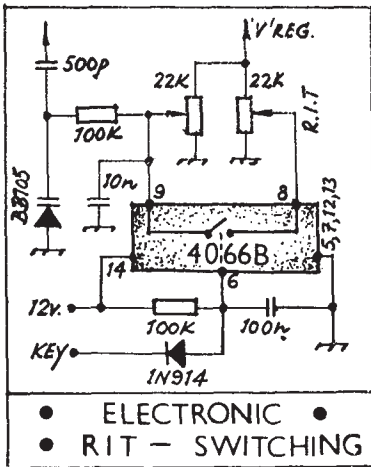 'V' REG.
500p
22K
22K
R.I.T
100K
BB105
10n
9
8
4066B
5,7,12,13
14
6
12v.
100K
100n
KEY
1N914
• ELECTRONIC •
• RIT – SWITCHING